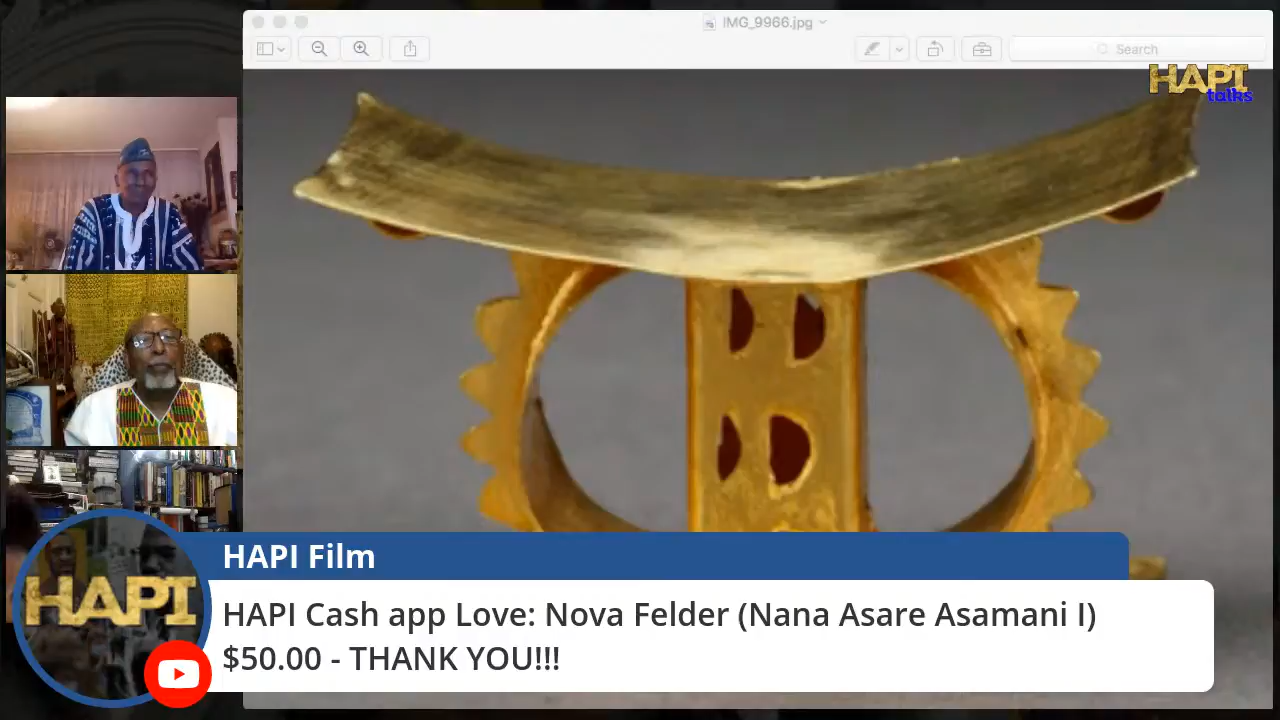 IMG_9966.jpg
Search
HAPI
talks
HAPI Film
HAPI Cash app Love: Nova Felder (Nana Asare Asamani I)
$50.00 - THANK YOU!!!
HAPI